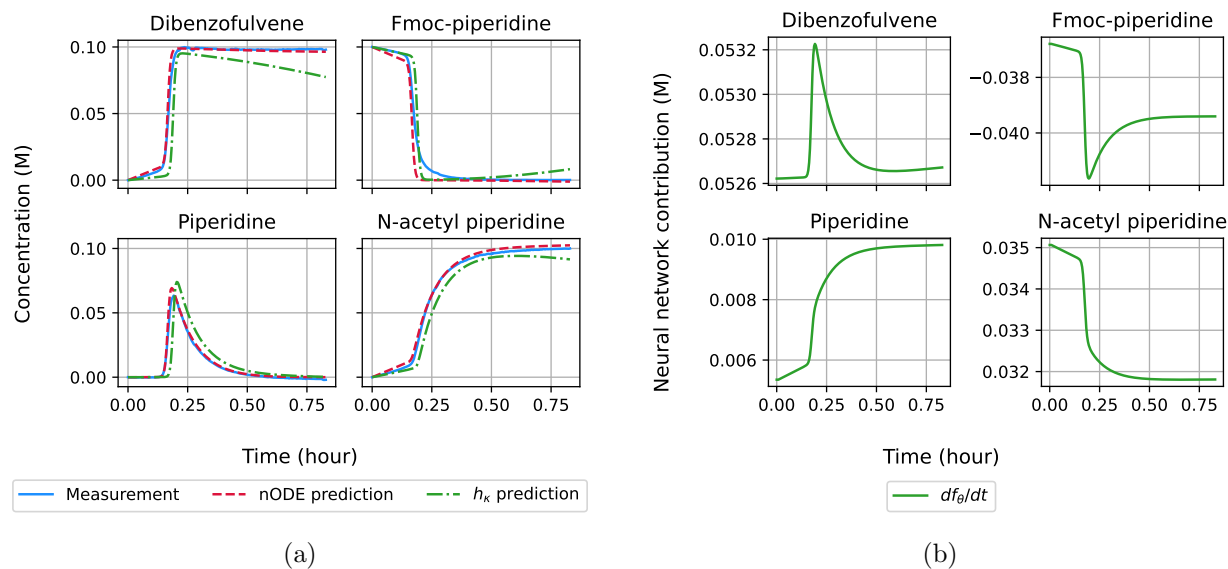 Dibenzofulvene
Fmoc-piperidine
0.10
0.05
0.00
Piperidine
N-acetyl piperidine
0.10
0.05
0.00
0.00 0.25 0.50 0.75
0.00 0.25 0.50 0.75
Concentration (M)
Time (hour)
Measurement
nODE prediction
hκ prediction
(a)
Dibenzofulvene
Fmoc-piperidine
0.0532
0.0530
0.0528
0.0526
−0.038
−0.040
Piperidine
N-acetyl piperidine
0.010
0.008
0.006
0.035
0.034
0.033
0.032
0.00 0.25 0.50 0.75
0.00 0.25 0.50 0.75
Neural network contribution (M)
Time (hour)
dfθ/dt
(b)